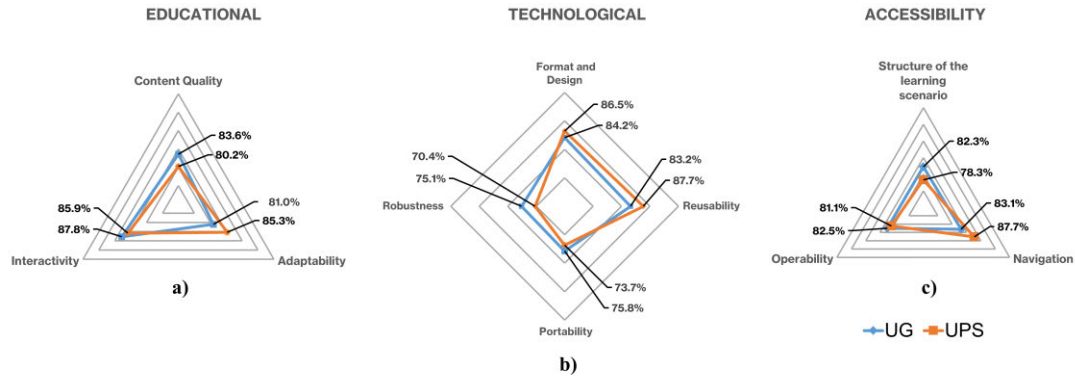 EDUCATIONAL
Content Quality
83.6%
80.2%
85.9%
87.8%
81.0%
85.3%
Interactivity
Adaptability
a)
TECHNOLOGICAL
Format and
Design
86.5%
84.2%
70.4%
75.1%
83.2%
87.7%
Robustness
Reusability
73.7%
75.8%
Portability
b)
ACCESSIBILITY
Structure of the
learning
scenario
82.3%
78.3%
81.1%
82.5%
83.1%
87.7%
Operability
Navigation
c)
UG
UPS